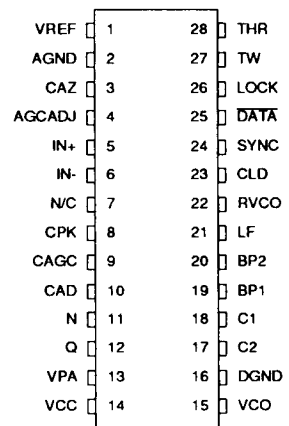 VREF 1 28 THR
AGND 2 27 TW
CAZ 3 26 LOCK
AGCADJ 4 25 DATA
IN+ 5 24 SYNC
IN- 6 23 CLD
N/C 7 22 RVCO
CPK 8 21 LF
CAGC 9 20 BP2
CAD 10 19 BP1
N 11 18 C1
Q 12 17 C2
VPA 13 16 DGND
VCC 14 15 VCO